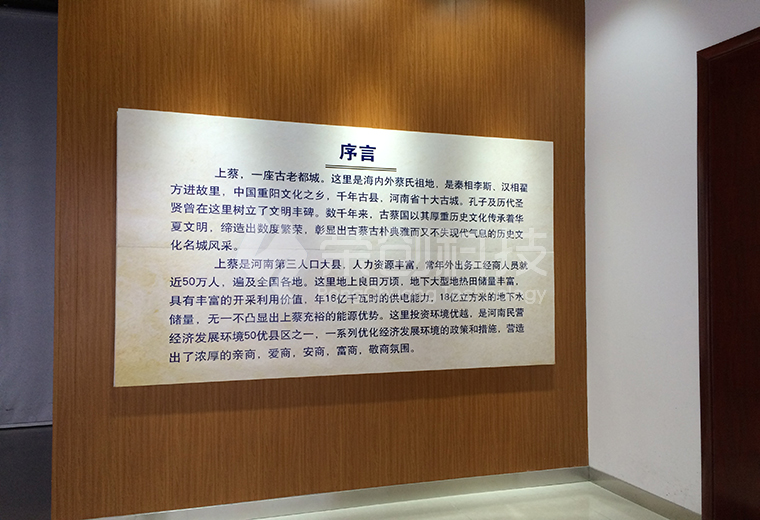 序言
上蔡，一座古老都城。这里是海内外蔡氏祖地，是秦相李斯、汉相翟
方进故里，中国重阳文化之乡，千年古县，河南省十大古城。孔子及历代圣
贤曾在这里树立了文明丰碑。数千年来，古蔡国以其厚重历史文化传承着华
夏文明，缔造出数度繁荣，彰显出古蔡古朴典雅而又不失现代气息的历史文
化名城风采。
上蔡是河南第三人口大县，人力资源丰富，常年外出务工经商人员就
近50万人，遍及全国各地。这里地上良田万顷，地下大型地热田储量丰富，
具有丰富的开采利用价值，年16亿千瓦时的供电能力，18亿立方米的地下水
储量，无一不凸显出上蔡充裕的能源优势。这里投资环境优越，是河南民营
经济发展环境50优县区之一，一系列优化经济发展环境的政策和措施，营造
出了浓厚的亲商，爱商，安商，富商，敬商氛围。